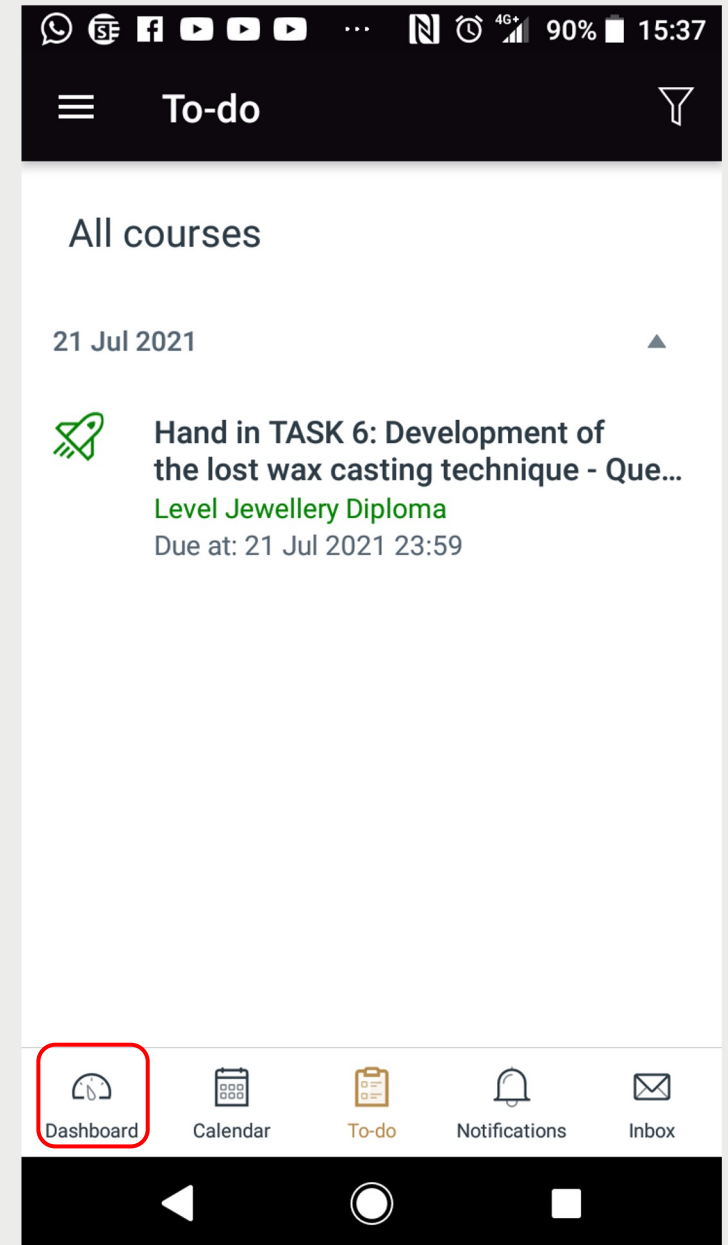 4G+ 90% 15:37
To-do
All courses
21 Jul 2021
Hand in TASK 6: Development of
the lost wax casting technique - Que...
Level Jewellery Diploma
Due at: 21 Jul 2021 23:59
Dashboard Calendar To-do Notifications Inbox